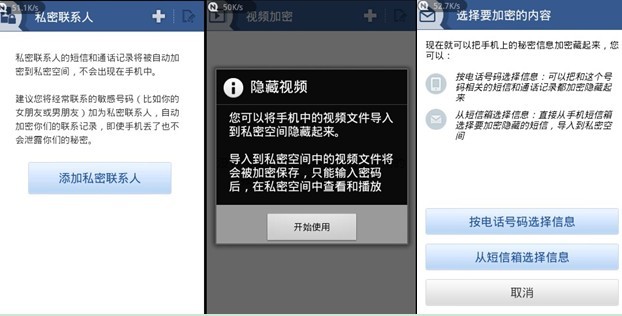 51.1K/s
私密联系人
私密联系人的短信和通话记录将被自动加
密到私密空间，不会出现在手机中。
建议您将经常联系的敏感号码（比如你的
女朋友或男朋友）加为私密联系人，自动
加密你们的联系记录，即使手机丢了也不
会泄露你们的秘密。
添加私密联系人
50K/s
视频加密
隐藏视频
您可以将手机中的视频文件导入
到私密空间隐藏起来。
导入到私密空间中的视频文件将
会被加密保存，只能输入密码
后，在私密空间中查看和播放
开始使用
52.7K/s
选择要加密的内容
现在就可以把手机上的秘密信息加密藏起来，您可以，
按电话号码选择信息：可以把和这个号
码相关的短信和通话记录都加密隐藏起
来
从短信箱选择信息：直接从手机短信箱
选择要加密隐藏的短信，导入到私密空
间
按电话号码选择信息
从短信箱选择信息
取消